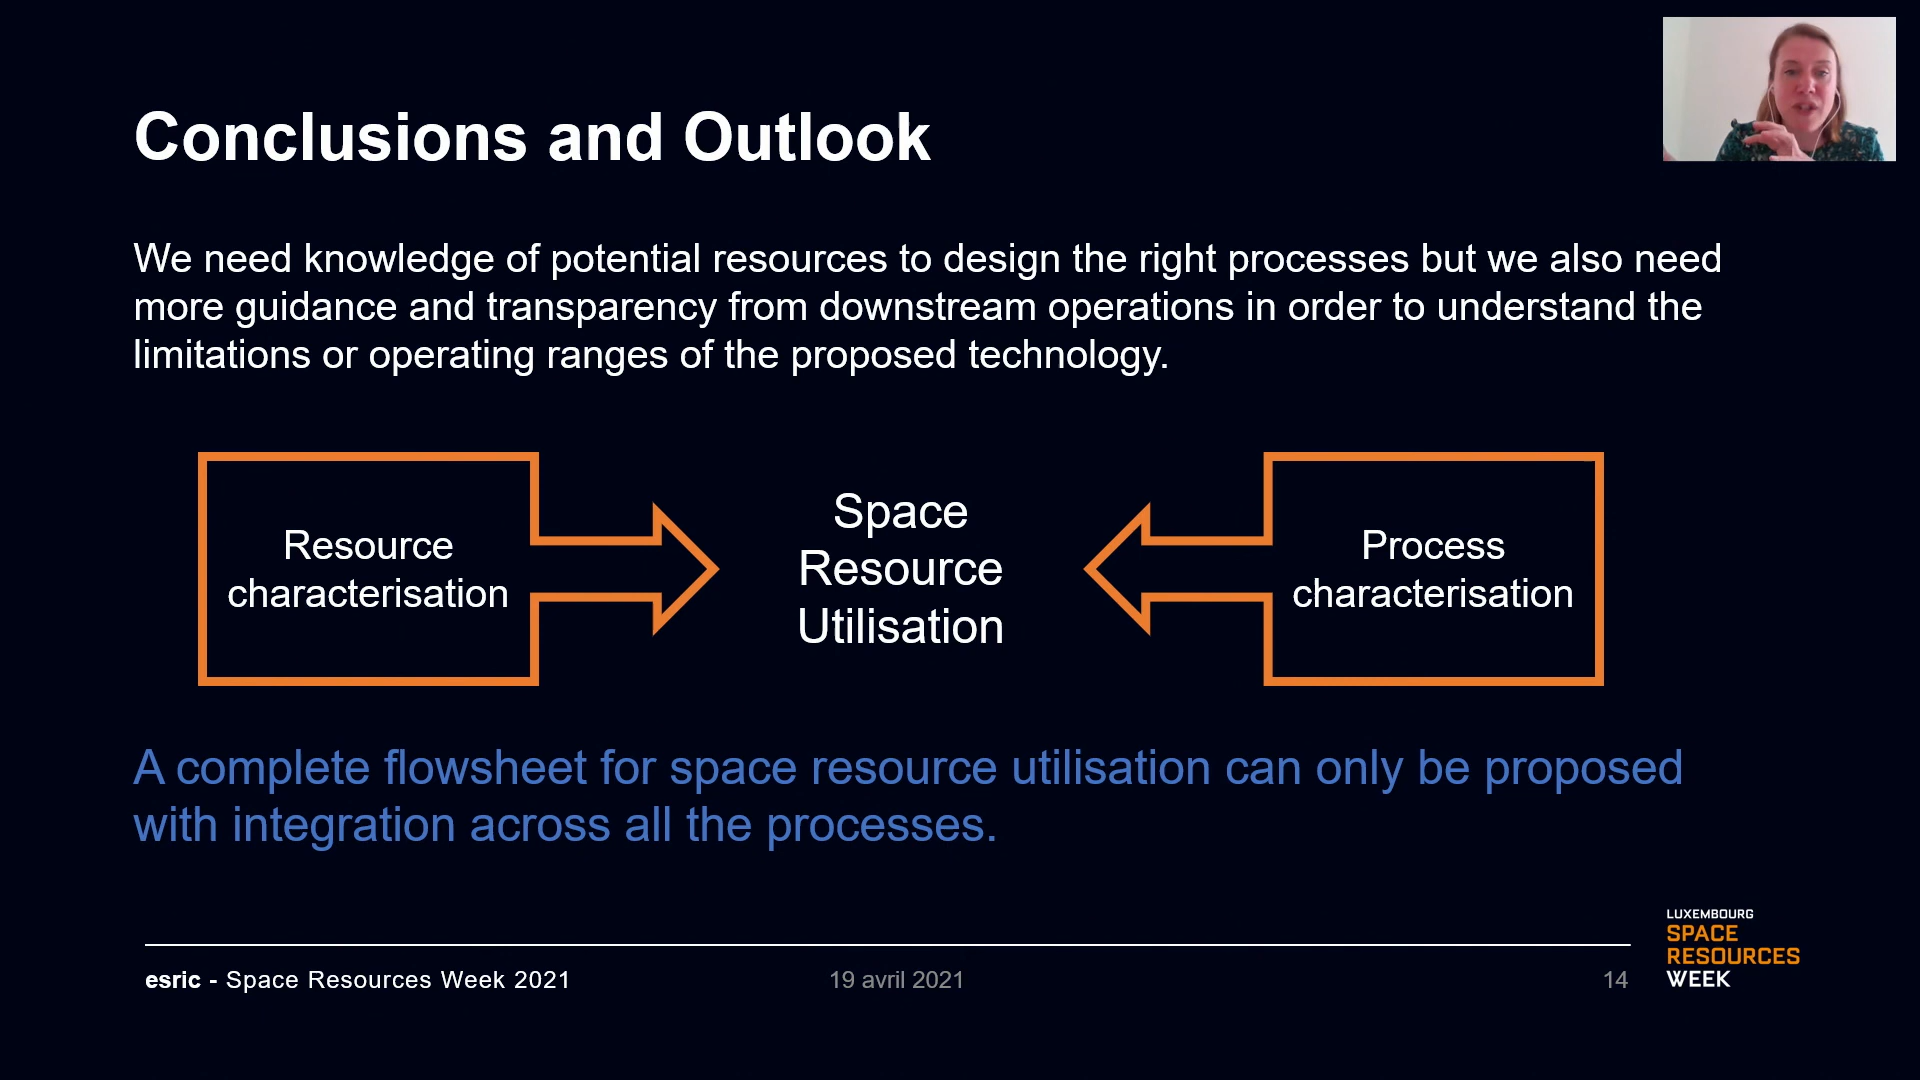 Conclusions and Outlook
We need knowledge of potential resources to design the right processes but we also need
more guidance and transparency from downstream operations in order to understand the
limitations or operating ranges of the proposed technology.
Resource
characterisation
Space
Resource
Utilisation
Process
characterisation
A complete flowsheet for space resource utilisation can only be proposed
with integration across all the processes.
esric - Space Resources Week 2021
19 avril 2021
14
LUXEMBOURG
SPACE
RESOURCES
WEEK